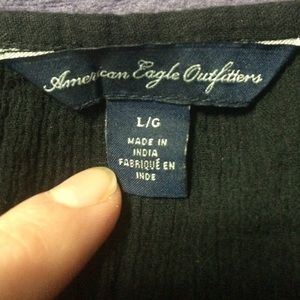 American Eagle Outfitters
L/G
MADE IN
INDIA
FABRIQUÉ EN
INDE